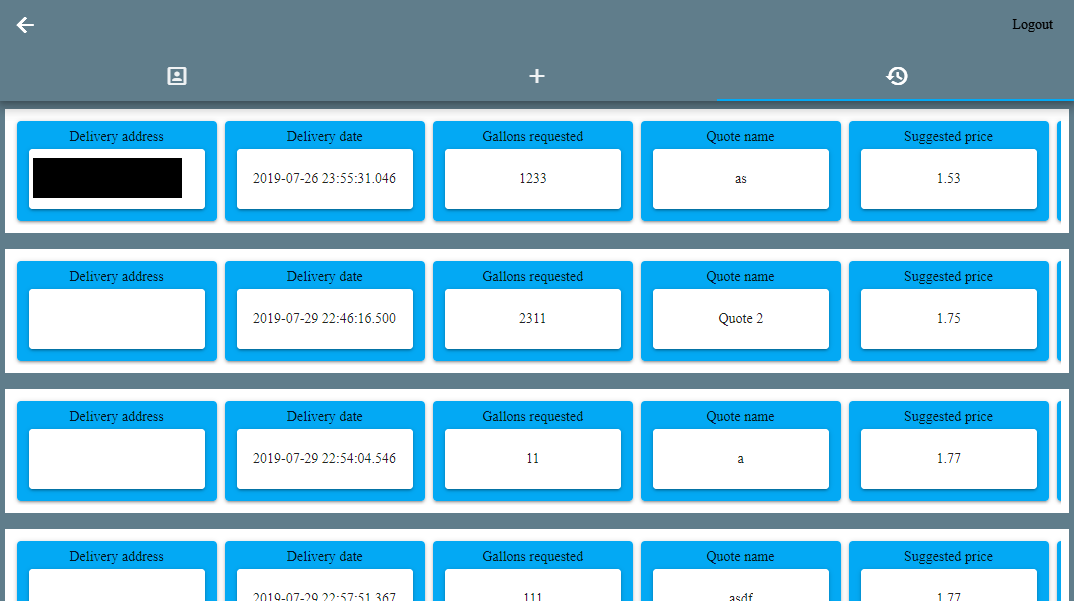 Logout
Delivery address Delivery date Gallons requested Quote name Suggested price
2019-07-26 23:55:31.046 1233 as 1.53
Delivery address Delivery date Gallons requested Quote name Suggested price
2019-07-29 22:46:16.500 2311 Quote 2 1.75
Delivery address Delivery date Gallons requested Quote name Suggested price
2019-07-29 22:54:04.546 11 a 1.77
Delivery address Delivery date Gallons requested Quote name Suggested price
2019-07-29 22:57:51.367 111 asdf 1.77